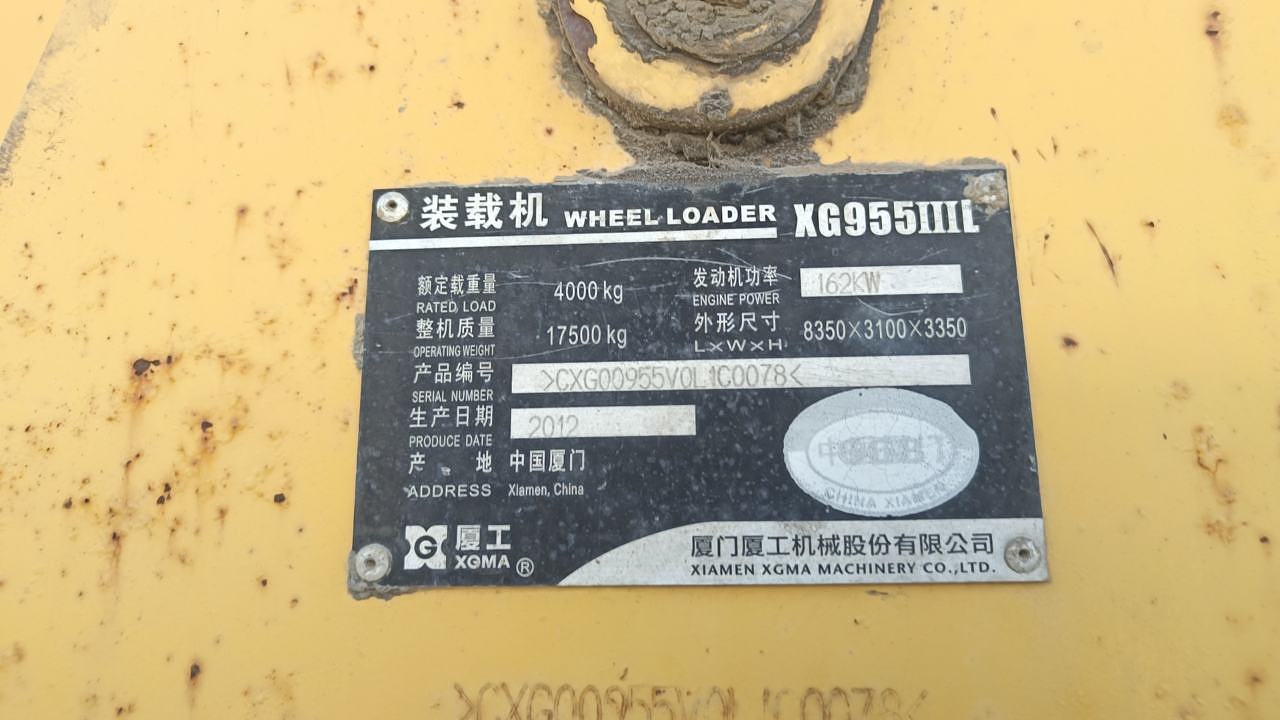 装载机 WHEEL LOADER XG955IIIL
额定载重量 4000 kg 发动机功率 162KW
RATED LOAD ENGINE POWER
整机质量 17500 kg 外形尺寸 8350×3100×3350
OPERATING WEIGHT L×W×H
产品编号 >CXG00955V0L1C0078<
SERIAL NUMBER
生产日期 2012
PRODUCE DATE
产 地 中国厦门
ADDRESS Xiamen, China
CHINA XIAMEN
G 厦工 XGMA ®
厦门厦工机械股份有限公司
XIAMEN XGMA MACHINERY CO.,LTD.
>CXG00955V0L1C0078<